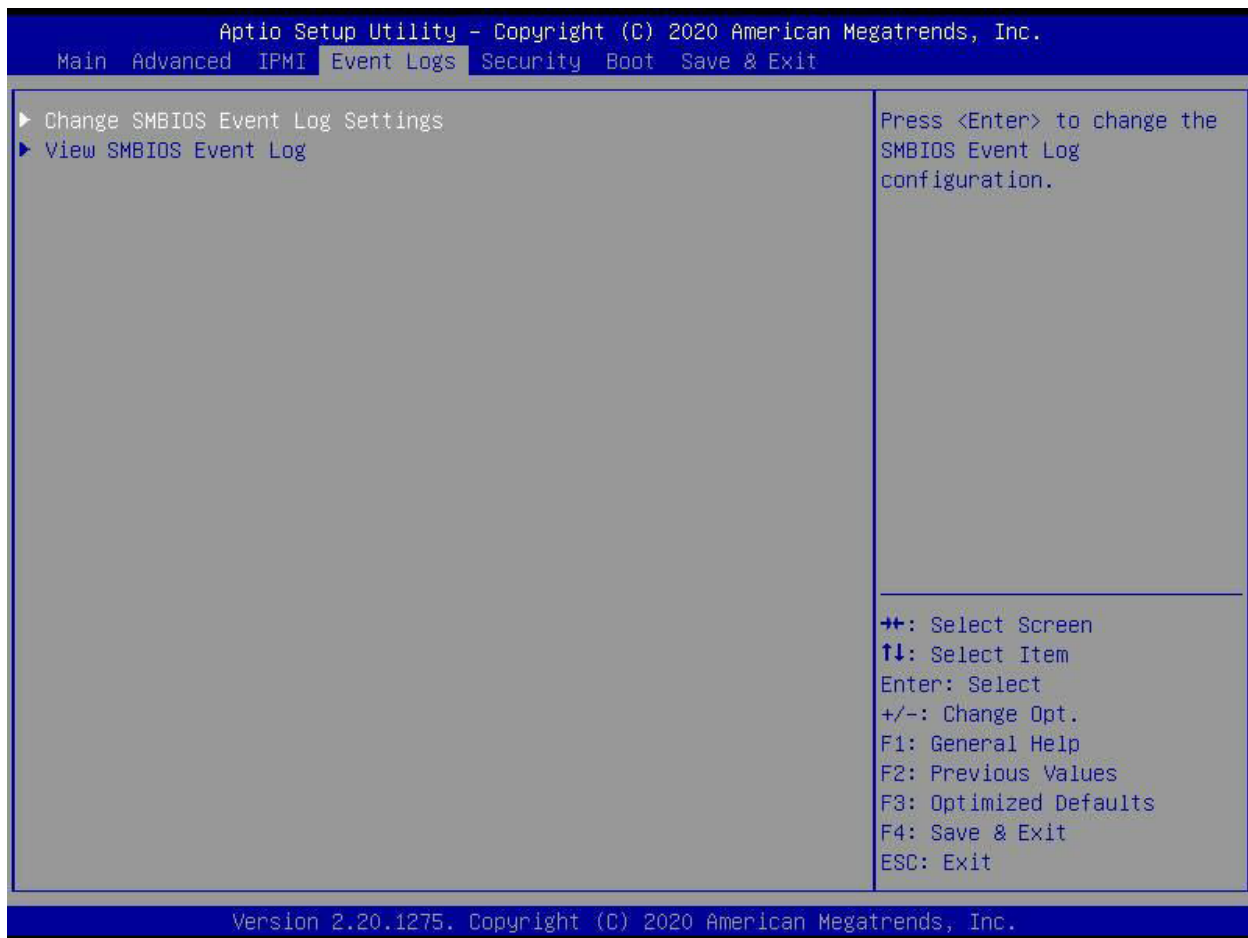 Aptio Setup Utility – Copyright (C) 2020 American Megatrends, Inc.
Main Advanced IPMI Event Logs Security Boot Save & Exit
▶ Change SMBIOS Event Log Settings
▶ View SMBIOS Event Log
Press <Enter> to change the
SMBIOS Event Log
configuration.
→←: Select Screen
↑↓: Select Item
Enter: Select
+/-: Change Opt.
F1: General Help
F2: Previous Values
F3: Optimized Defaults
F4: Save & Exit
ESC: Exit
Version 2.20.1275. Copyright (C) 2020 American Megatrends, Inc.